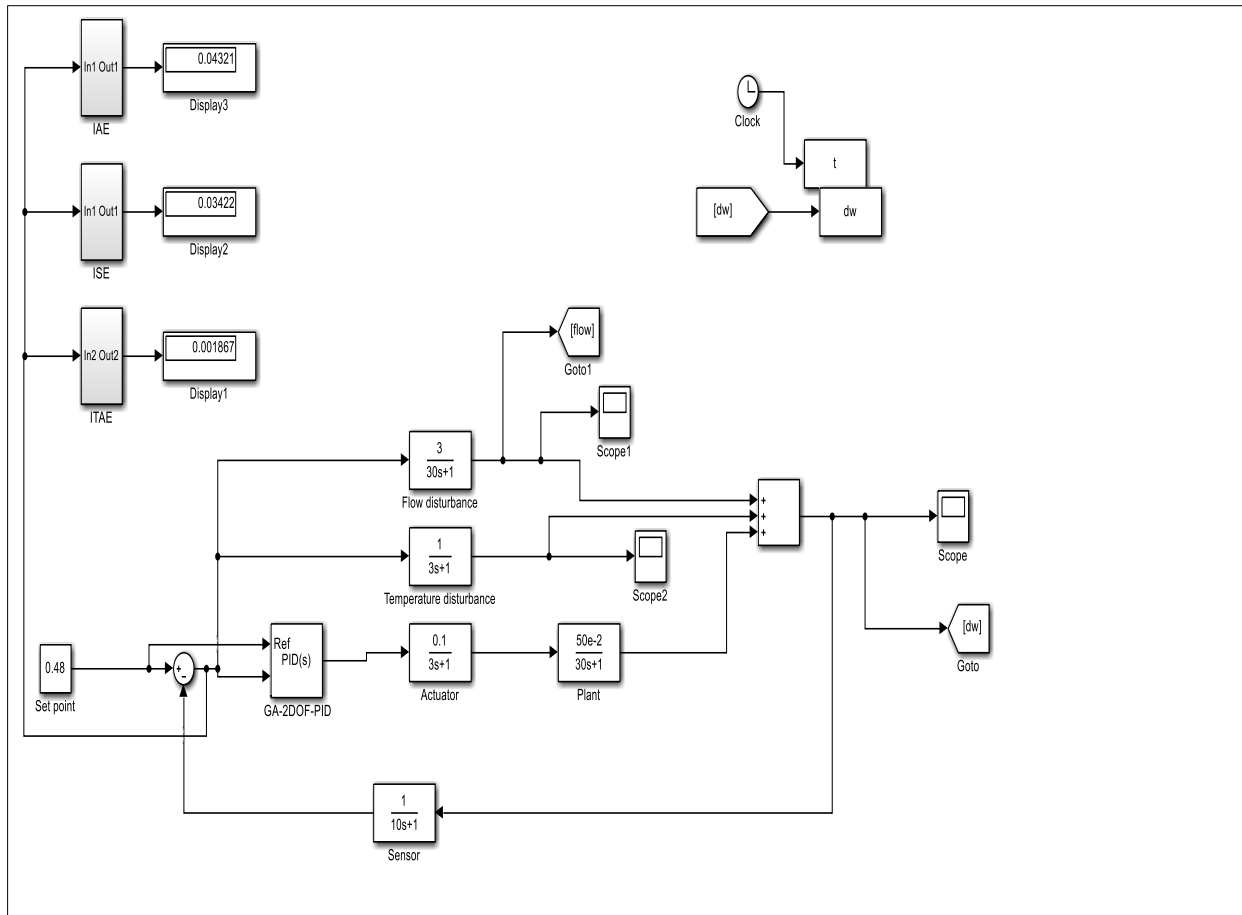 In1 Out1
0.04321
Display3
IAE
Clock
t
In1 Out1
0.03422
Display2
ISE
[dw]
dw
In2 Out2
0.001867
Display1
ITAE
[flow]
Goto1
Scope1
3
30s+1
Flow disturbance
+
+
+
Scope
1
3s+1
Temperature disturbance
Scope2
0.48
Set point
+
-
Ref
PID(s)
GA-2DOF-PID
0.1
3s+1
Actuator
50e-2
30s+1
Plant
[dw]
Goto
1
10s+1
Sensor